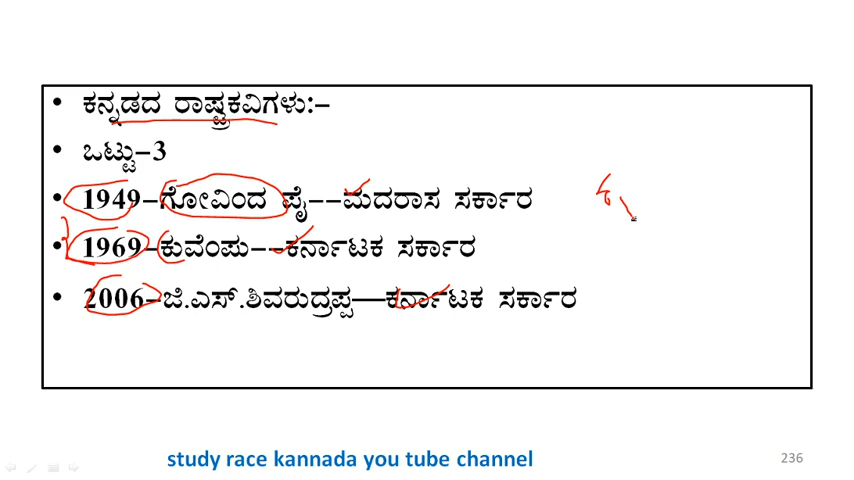 • ಕನ್ನಡದ ರಾಷ್ಟ್ರಕವಿಗಳು:-
• ಒಟ್ಟು-3
• 1949-ಗೋವಿಂದ ಪೈ--ಮದರಾಸ ಸರ್ಕಾರ
• 1969-ಕುವೆಂಪು--ಕರ್ನಾಟಕ ಸರ್ಕಾರ
• 2006-ಜಿ.ಎಸ್.ಶಿವರುದ್ರಪ್ಪ—ಕರ್ನಾಟಕ ಸರ್ಕಾರ
study race kannada you tube channel
236